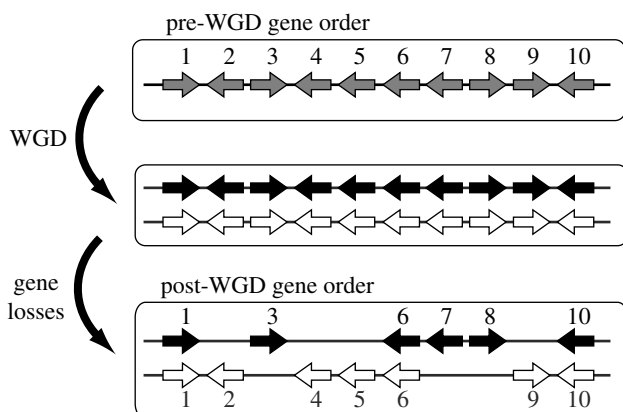 pre-WGD gene order
1 2 3 4 5 6 7 8 9 10
WGD
gene
losses
post-WGD gene order
1 3 6 7 8 10
1 2 4 5 6 9 10